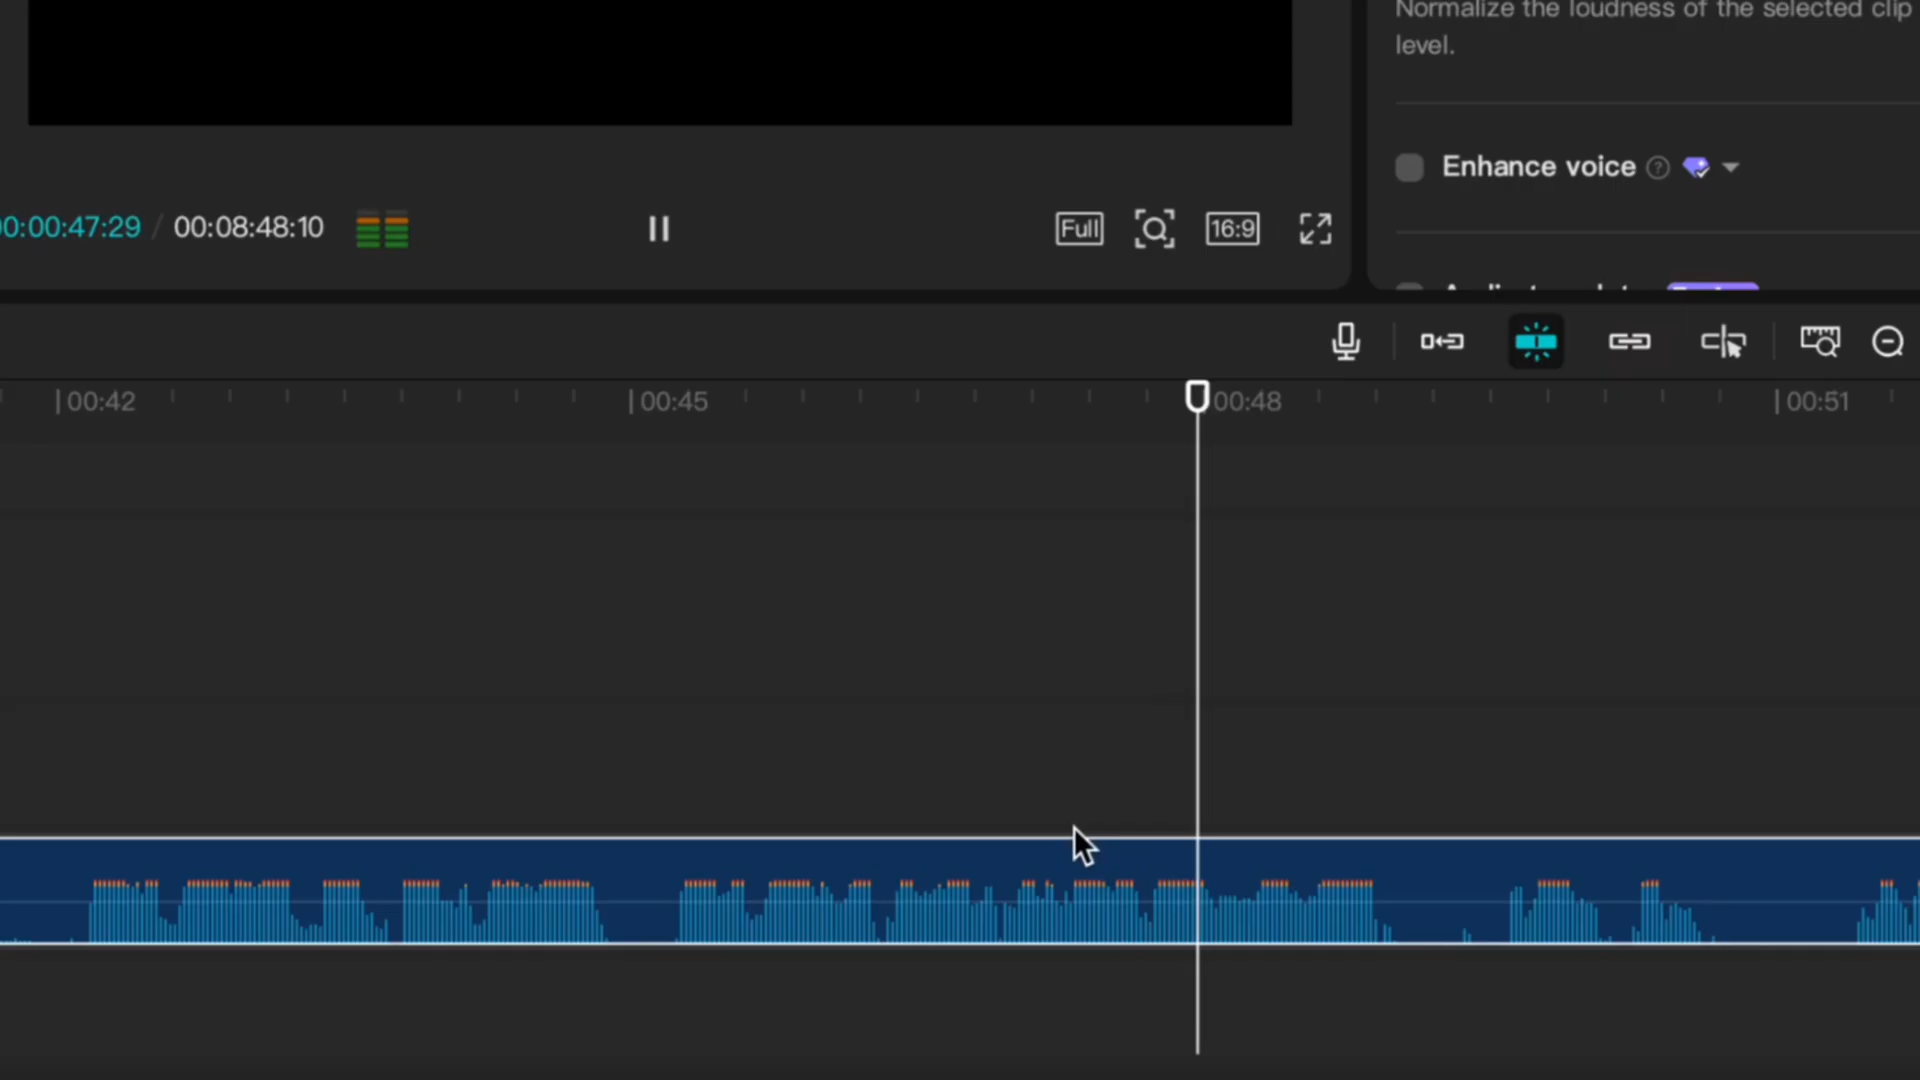 Normalize the loudness of the selected clip
level.
Enhance voice
0:00:47:29 / 00:08:48:10
Full
16:9
00:42
00:45
00:48
00:51